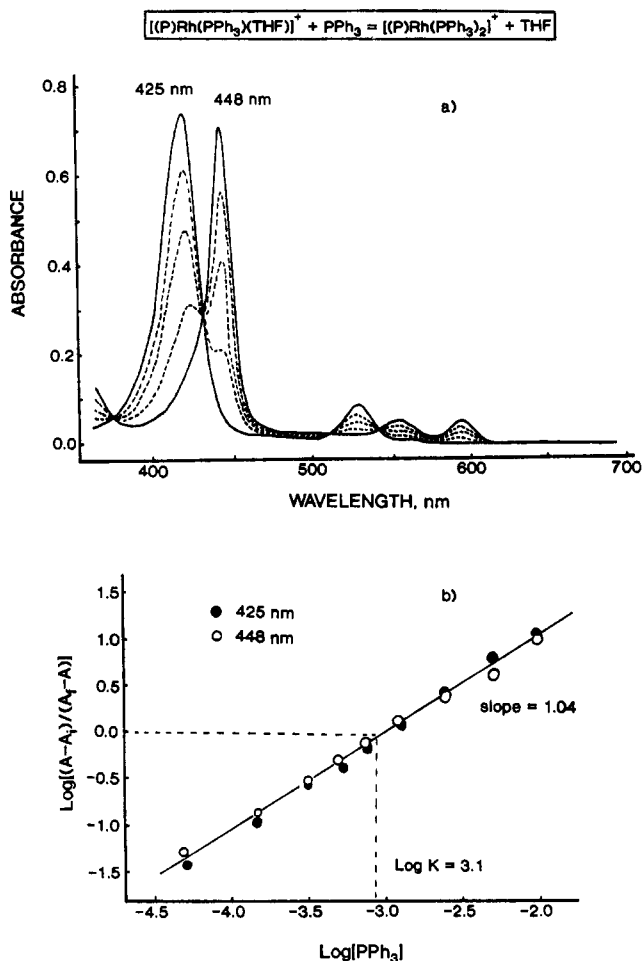 [(P)Rh(PPh₃)(THF)]⁺ + PPh₃ = [(P)Rh(PPh₃)₂]⁺ + THF
0.8
425 nm
448 nm
a)
0.6
0.4
0.2
0.0
ABSORBANCE
400
500
600
700
WAVELENGTH, nm
1.5
● 425 nm
○ 448 nm
b)
1.0
0.5
slope = 1.04
0.0
-0.5
-1.0
Log K = 3.1
-1.5
Log[(A-Aᵢ)/(A_f-A)]
-4.5
-4.0
-3.5
-3.0
-2.5
-2.0
Log[PPh₃]